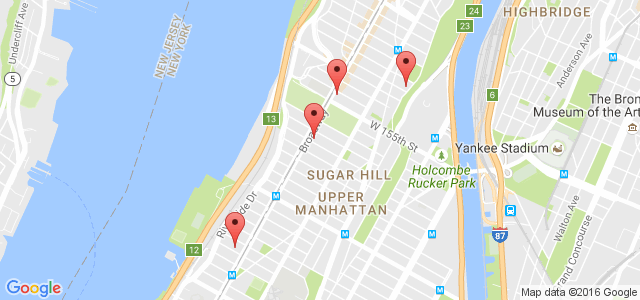 Undercliff Ave
5
NEW JERSEY
NEW YORK
24
23
HIGHBRIDGE
Anderson Ave
6
The Bron
Museum of the Art
13
Broadway
W 155th St
Yankee Stadium
Holcombe
Rucker Park
SUGAR HILL
UPPER
MANHATTAN
Riverside Dr
12
M
M
M
M
M
87
Walton Ave
Grand Concourse
Google
Map data ©2016 Google